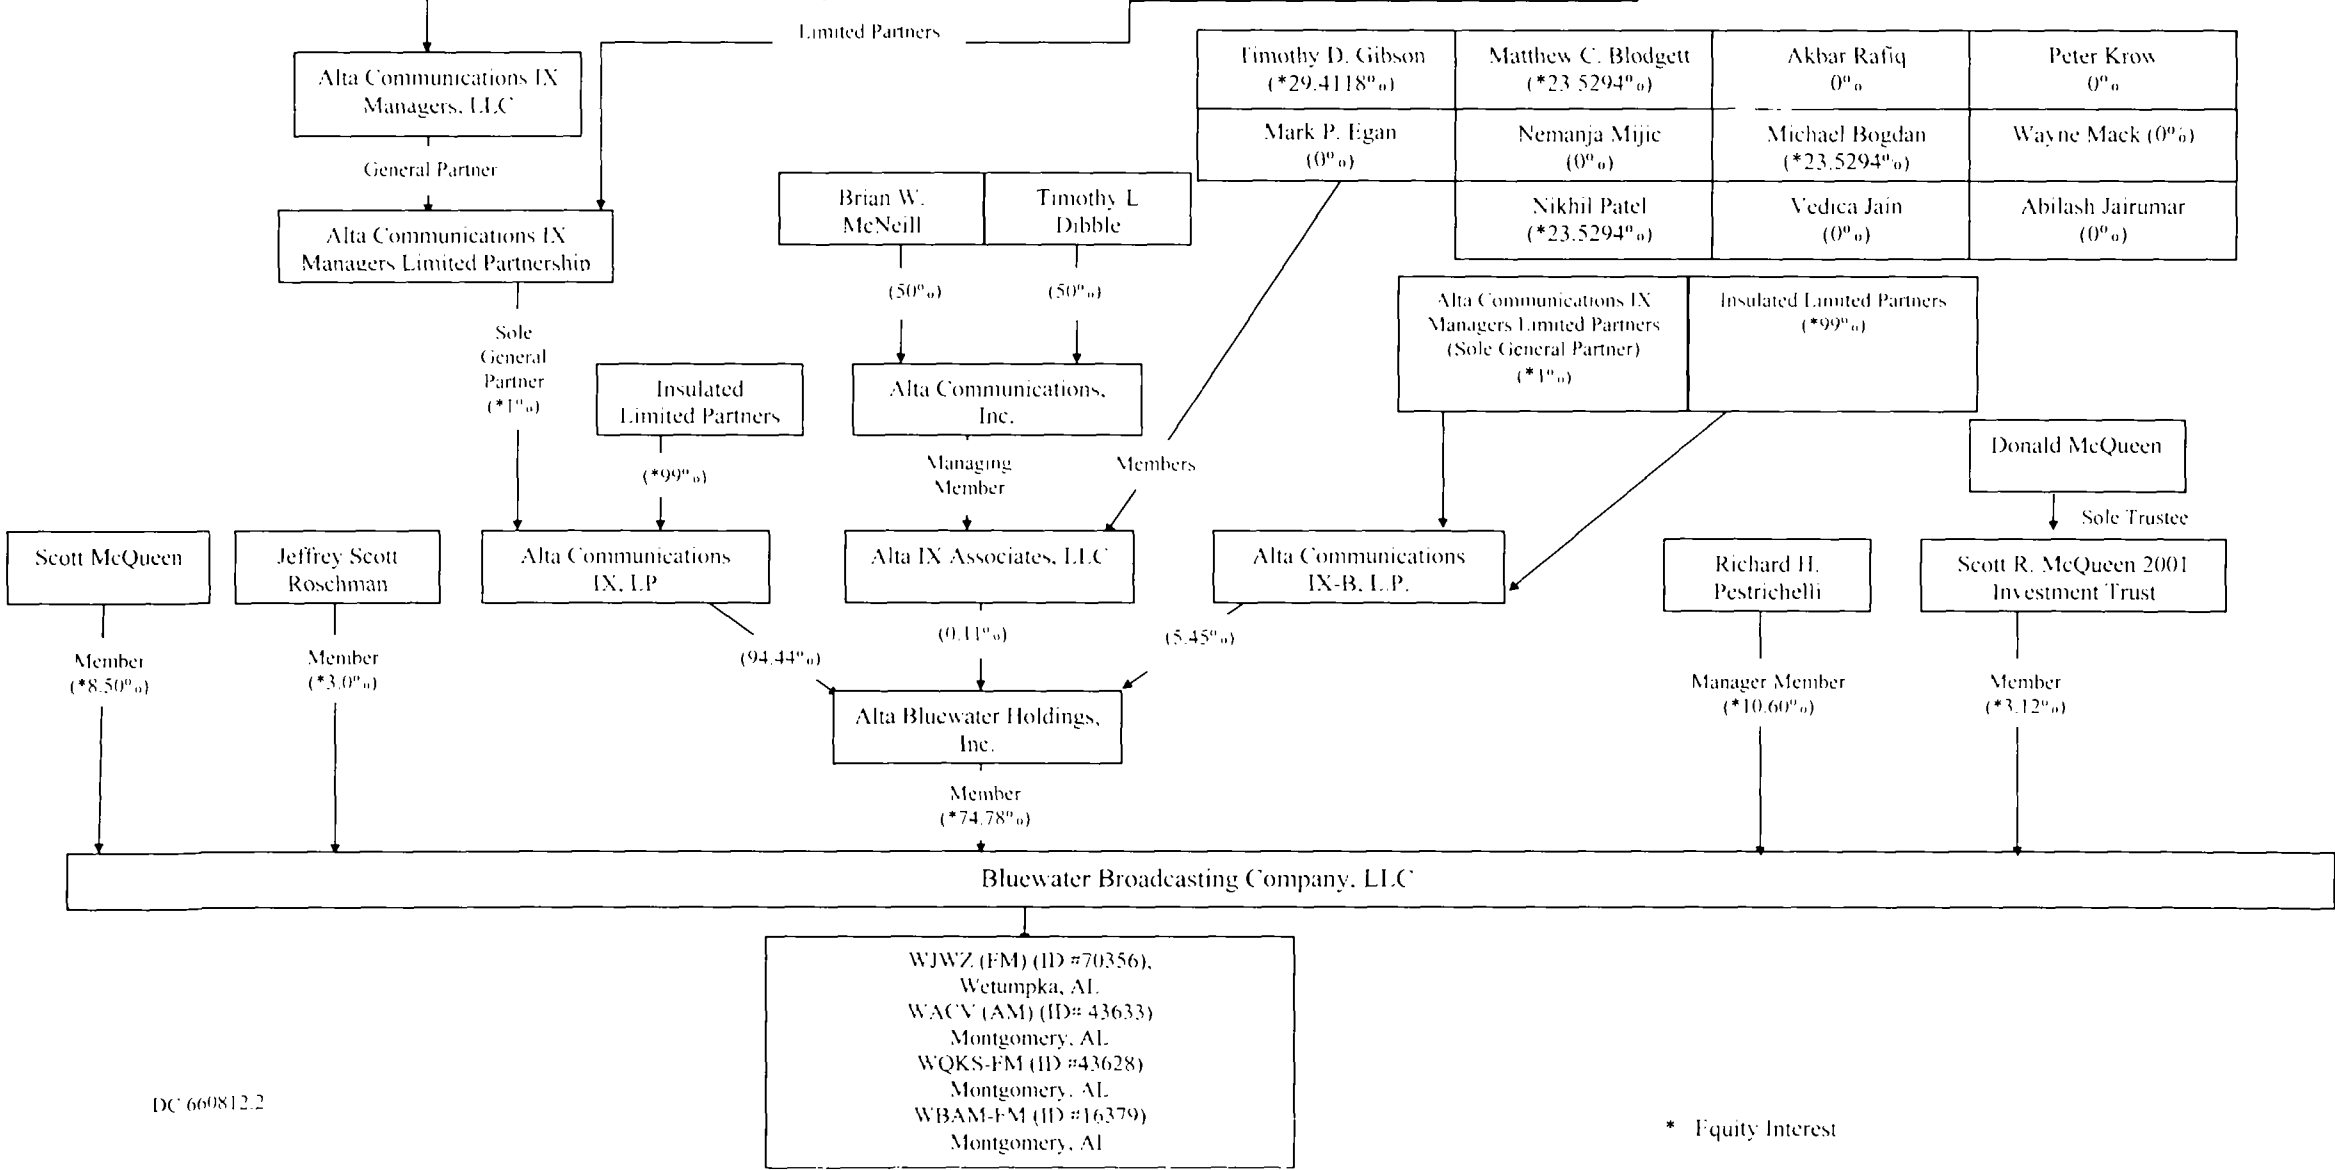 Limited Partners
Alta Communications IX
Managers, LLC
General Partner
Alta Communications IX
Managers Limited Partnership
Sole
General
Partner
(*1%)
Insulated
Limited Partners
(*99%)
Brian W.
McNeill
Timothy L
Dibble
(50%)
(50%)
Alta Communications,
Inc.
Managing
Member
Members
Timothy D. Gibson
(*29.4118%)
Matthew C. Blodgett
(*23.5294%)
Akbar Rafiq
0%
Peter Krow
0%
Mark P. Egan
(0%)
Nemanja Mijic
(0%)
Michael Bogdan
(*23.5294%)
Wayne Mack (0%)
Nikhil Patel
(*23.5294%)
Vedica Jain
(0%)
Abilash Jairumar
(0%)
Alta Communications IX
Managers Limited Partners
(Sole General Partner)
(*1%)
Insulated Limited Partners
(*99%)
Donald McQueen
Sole Trustee
Scott McQueen
Jeffrey Scott
Roschman
Alta Communications
IX, LP
Alta IX Associates, LLC
Alta Communications
IX-B, L.P.
Richard H.
Pestrichelli
Scott R. McQueen 2001
Investment Trust
Member
(*8.50%)
Member
(*3.0%)
(94.44%)
(0.11%)
(5.45%)
Manager Member
(*10.60%)
Member
(*3.12%)
Alta Bluewater Holdings,
Inc.
Member
(*74.78%)
Bluewater Broadcasting Company, LLC
WJWZ (FM) (ID #70356),
Wetumpka, AL
WACV (AM) (ID# 43633)
Montgomery, AL
WQKS-FM (ID #43628)
Montgomery, AL
WBAM-FM (ID #16379)
Montgomery, Al
DC 660812.2
* Equity Interest